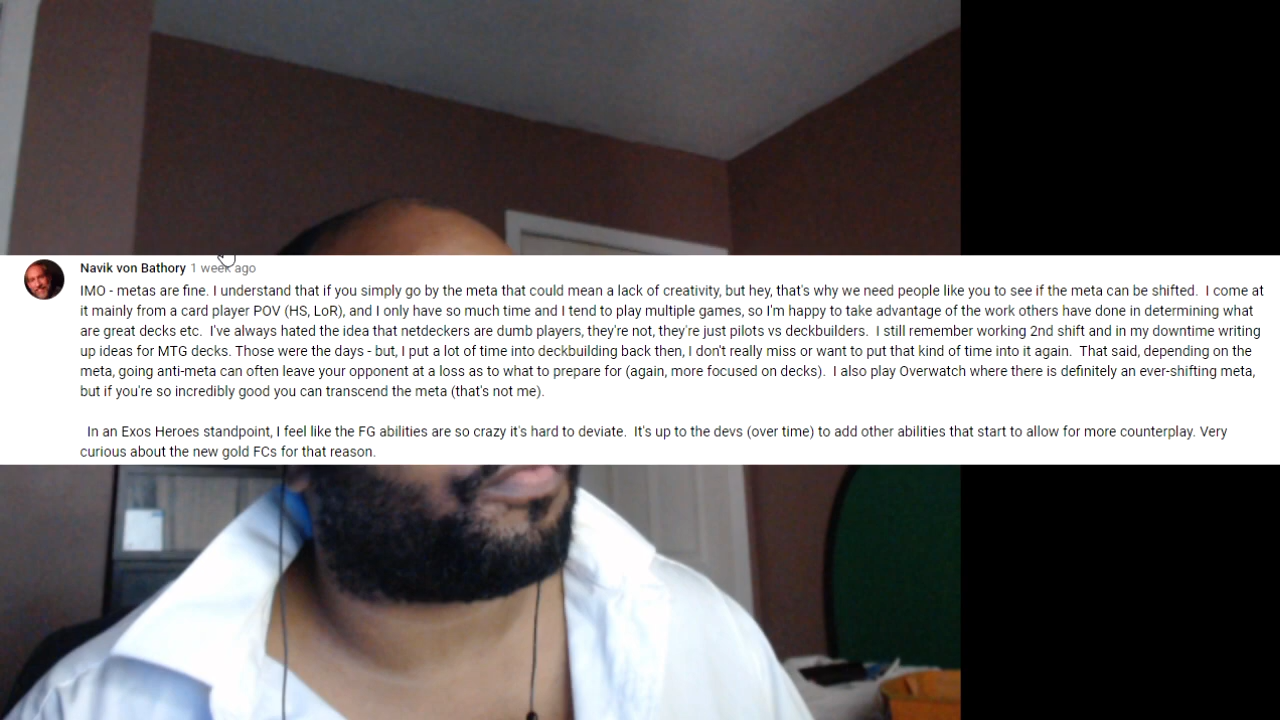 Navik von Bathory 1 week ago
IMO - metas are fine. I understand that if you simply go by the meta that could mean a lack of creativity, but hey, that's why we need people like you to see if the meta can be shifted. I come at
it mainly from a card player POV (HS, LoR), and I only have so much time and I tend to play multiple games, so I'm happy to take advantage of the work others have done in determining what
are great decks etc. I've always hated the idea that netdeckers are dumb players, they're not, they're just pilots vs deckbuilders. I still remember working 2nd shift and in my downtime writing
up ideas for MTG decks. Those were the days - but, I put a lot of time into deckbuilding back then, I don't really miss or want to put that kind of time into it again. That said, depending on the
meta, going anti-meta can often leave your opponent at a loss as to what to prepare for (again, more focused on decks). I also play Overwatch where there is definitely an ever-shifting meta,
but if you're so incredibly good you can transcend the meta (that's not me).
In an Exos Heroes standpoint, I feel like the FG abilities are so crazy it's hard to deviate. It's up to the devs (over time) to add other abilities that start to allow for more counterplay. Very
curious about the new gold FCs for that reason.